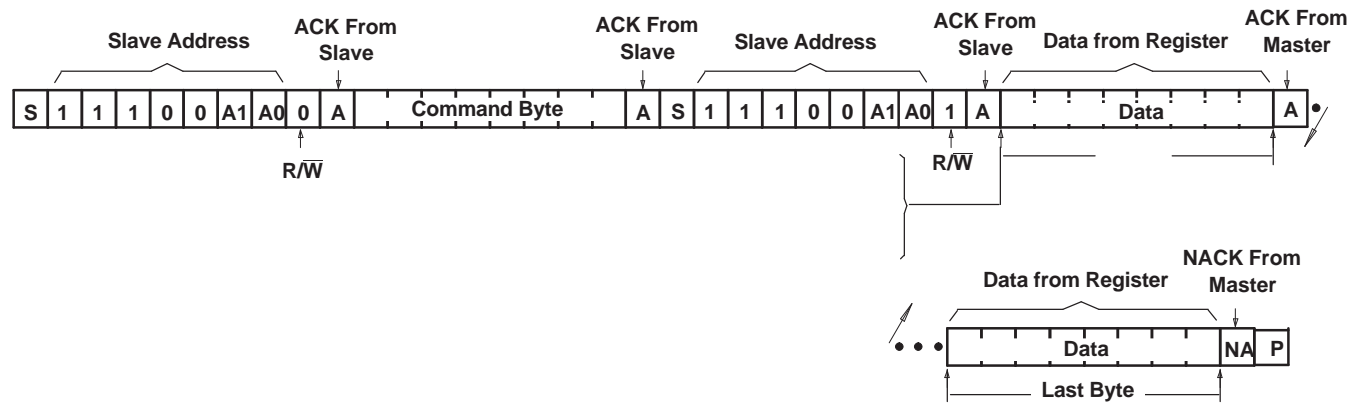 Slave Address
ACK From
Slave
ACK From
Slave
Slave Address
ACK From
Slave
Data from Register
ACK From
Master
S 1 1 1 0 0 A1 A0 0 A Command Byte A S 1 1 1 0 0 A1 A0 1 A Data A
R/W̅
R/W̅
Data from Register
NACK From
Master
Data NA P
Last Byte